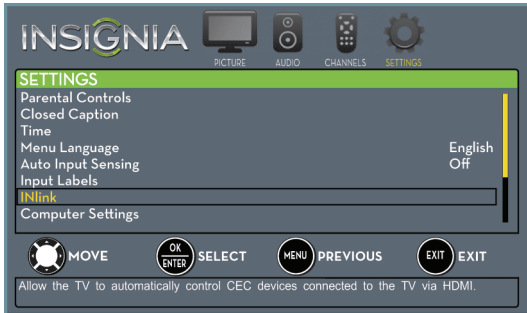 INSIGNIA
PICTURE AUDIO CHANNELS SETTINGS
SETTINGS
Parental Controls
Closed Caption
Time
Menu Language English
Auto Input Sensing Off
Input Labels
INlink
Computer Settings
MOVE OK ENTER SELECT MENU PREVIOUS EXIT EXIT
Allow the TV to automatically control CEC devices connected to the TV via HDMI.